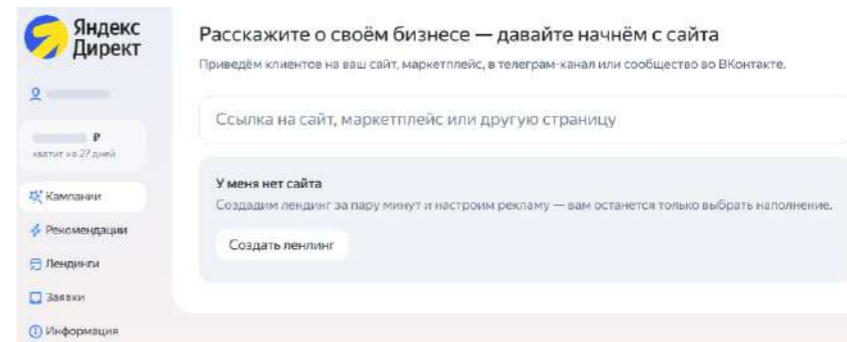 Яндекс
Директ
₽
хватит на 27 дней
Кампании
Рекомендации
Лендинги
Заявки
Информация
Расскажите о своём бизнесе — давайте начнём с сайта
Приведём клиентов на ваш сайт, маркетплейс, в телеграм-канал или сообщество во ВКонтакте.
Ссылка на сайт, маркетплейс или другую страницу
У меня нет сайта
Создадим лендинг за пару минут и настроим рекламу — вам останется только выбрать наполнение.
Создать ленлинг